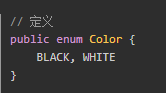 // 定义
public enum Color {
    BLACK, WHITE
}